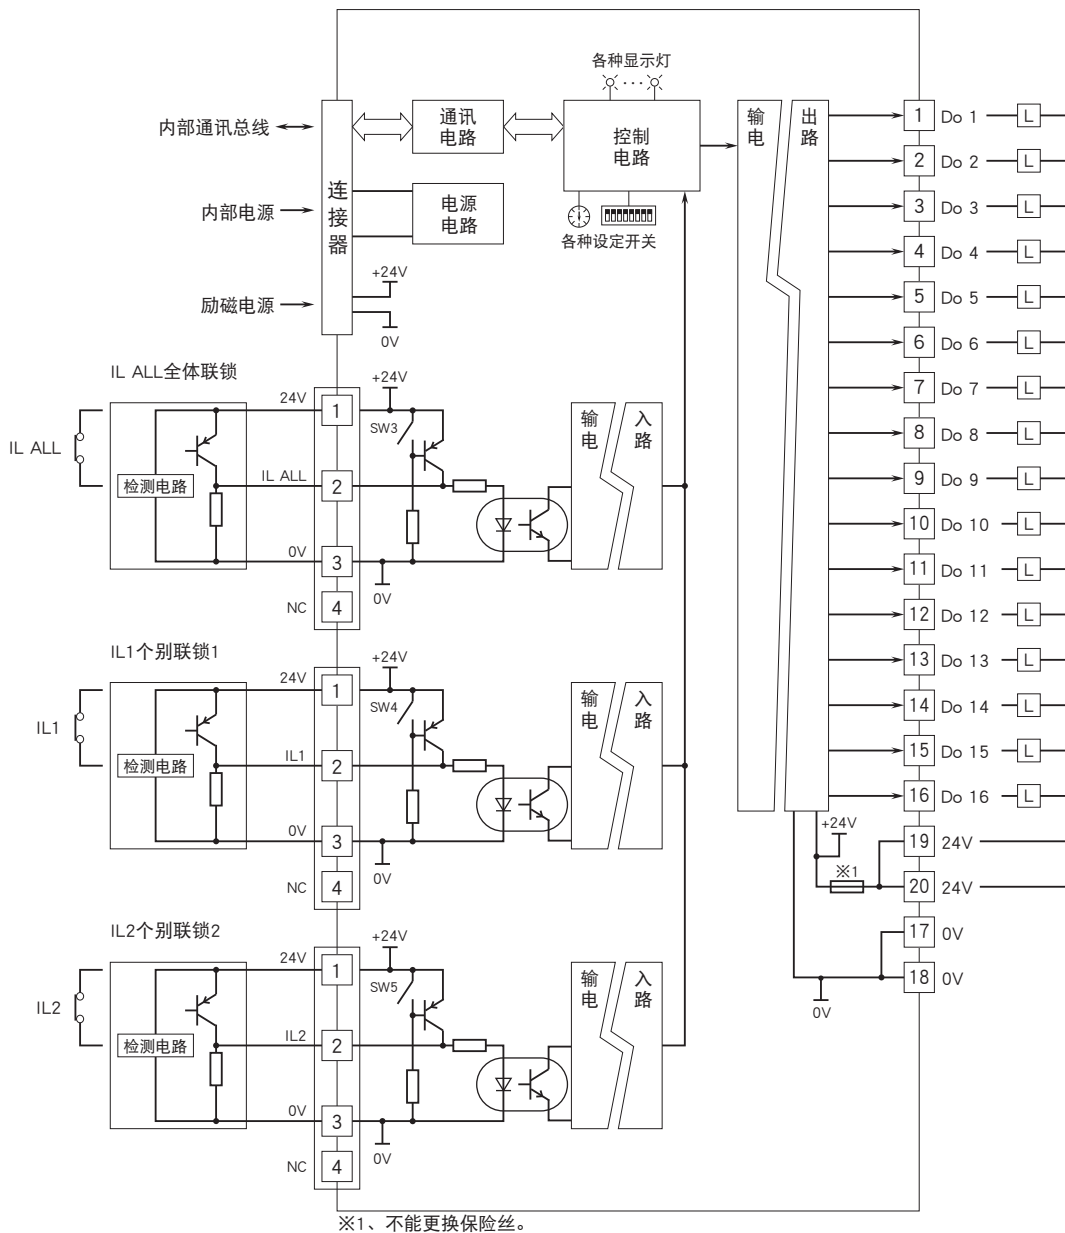 各种显示灯
内部通讯总线
通讯
电路
控制
电路
输
电
出
路
连
接
器
内部电源
电源
电路
各种设定开关
+24V
励磁电源
0V
1 Do 1 L
2 Do 2 L
3 Do 3 L
4 Do 4 L
5 Do 5 L
6 Do 6 L
7 Do 7 L
8 Do 8 L
9 Do 9 L
10 Do 10 L
11 Do 11 L
12 Do 12 L
13 Do 13 L
14 Do 14 L
15 Do 15 L
16 Do 16 L
+24V
※1
19 24V
20 24V
17 0V
18 0V
0V
IL ALL全体联锁
24V
1
+24V
SW3
IL ALL
检测电路
IL ALL
2
0V
3
0V
NC
4
输
电
入
路
IL1个别联锁1
24V
1
+24V
SW4
IL1
检测电路
IL1
2
0V
3
0V
NC
4
输
电
入
路
IL2个别联锁2
24V
1
+24V
SW5
IL2
检测电路
IL2
2
0V
3
0V
NC
4
输
电
入
路
※1、不能更换保险丝。